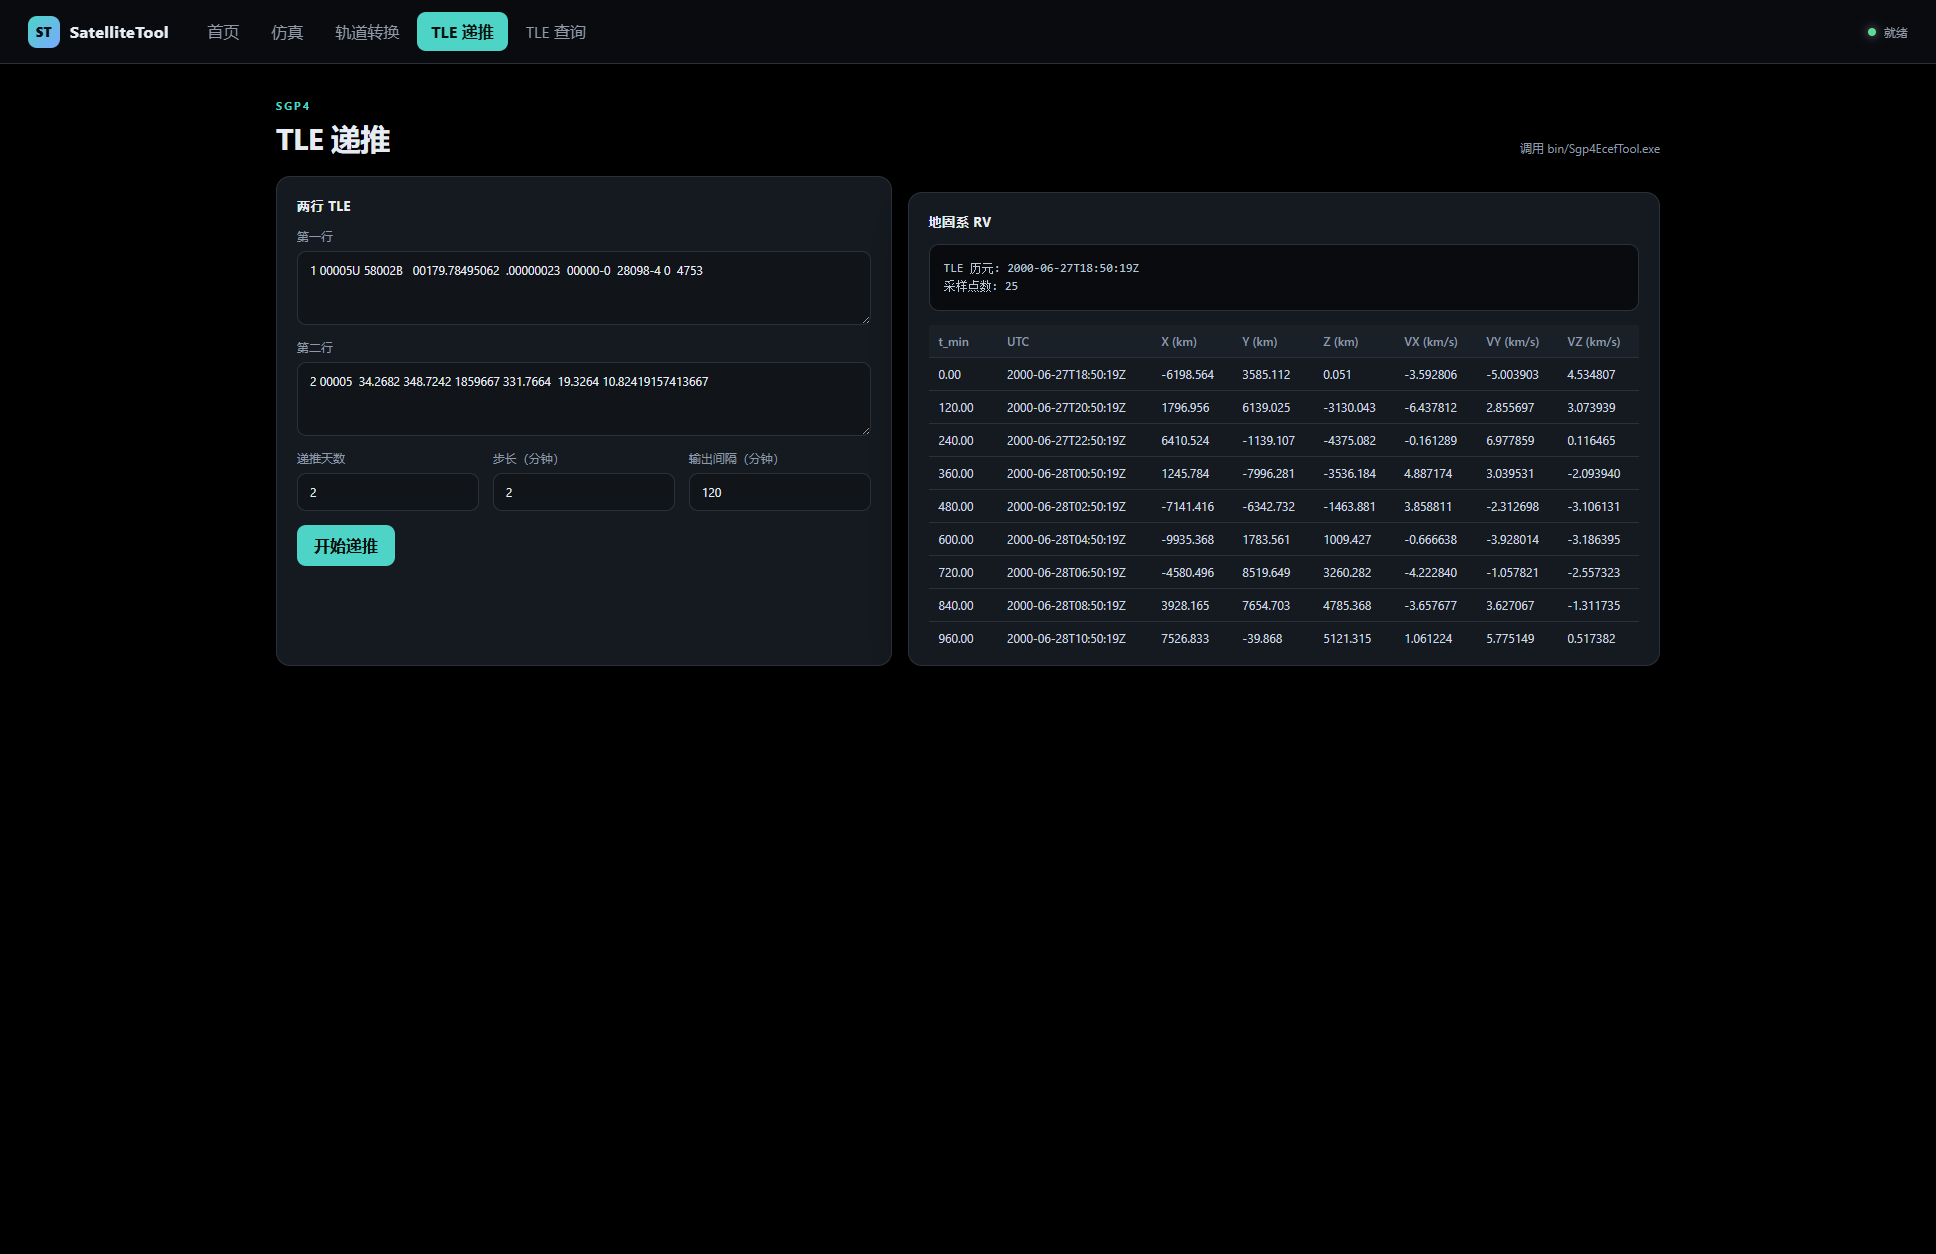 ST SatelliteTool 首页 仿真 轨道转换 TLE 递推 TLE 查询 就绪
SGP4
TLE 递推
调用 bin/Sgp4EcefTool.exe
两行 TLE
第一行
1 00005U 58002B   00179.78495062  .00000023  00000-0  28098-4 0  4753
第二行
2 00005  34.2682 348.7242 1859667 331.7664  19.3264 10.82419157413667
递推天数 步长（分钟） 输出间隔（分钟）
2 2 120
开始递推
地固系 RV
TLE 历元: 2000-06-27T18:50:19Z
采样点数: 25
t_min UTC X (km) Y (km) Z (km) VX (km/s) VY (km/s) VZ (km/s)
0.00 2000-06-27T18:50:19Z -6198.564 3585.112 0.051 -3.592806 -5.003903 4.534807
120.00 2000-06-27T20:50:19Z 1796.956 6139.025 -3130.043 -6.437812 2.855697 3.073939
240.00 2000-06-27T22:50:19Z 6410.524 -1139.107 -4375.082 -0.161289 6.977859 0.116465
360.00 2000-06-28T00:50:19Z 1245.784 -7996.281 -3536.184 4.887174 3.039531 -2.093940
480.00 2000-06-28T02:50:19Z -7141.416 -6342.732 -1463.881 3.858811 -2.312698 -3.106131
600.00 2000-06-28T04:50:19Z -9935.368 1783.561 1009.427 -0.666638 -3.928014 -3.186395
720.00 2000-06-28T06:50:19Z -4580.496 8519.649 3260.282 -4.222840 -1.057821 -2.557323
840.00 2000-06-28T08:50:19Z 3928.165 7654.703 4785.368 -3.657677 3.627067 -1.311735
960.00 2000-06-28T10:50:19Z 7526.833 -39.868 5121.315 1.061224 5.775149 0.517382